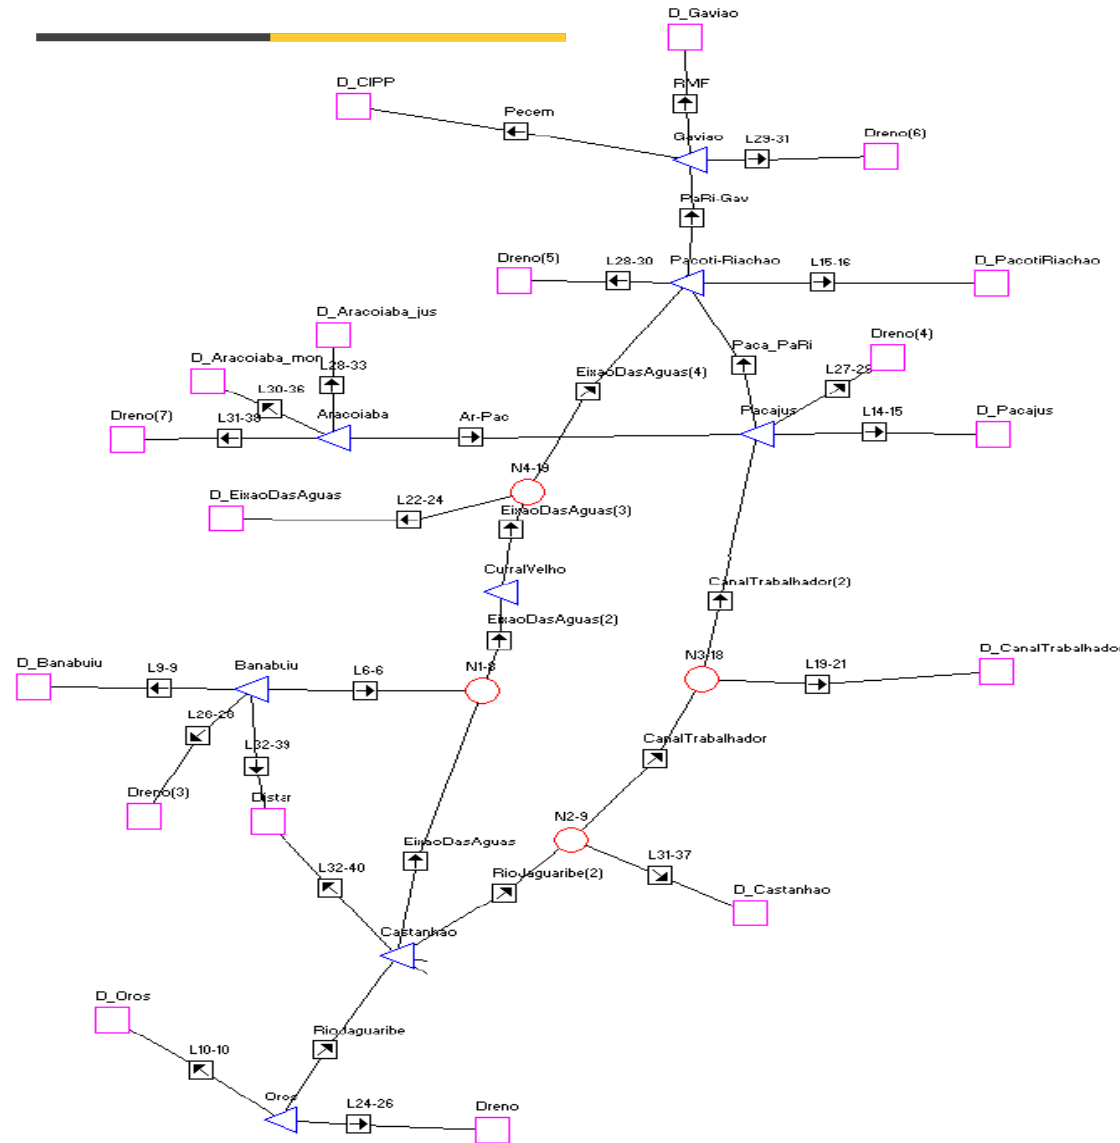 D_Gaviao
RMF
D_CIPP
Pecem
Gaviao
L29-31
Dreno(6)
PaRi-Gav
Dreno(5)
L28-30
Pacoti-Riachao
L15-16
D_PacotiRiachao
D_Aracoiaba_jus
Dreno(4)
Paca_PaRi
D_Aracoiaba_mon
L28-33
EixaoDasAguas(4)
L27-29
L30-36
Dreno(7)
L31-38
Aracoiaba
Ar-Pac
Pacajus
L14-15
D_Pacajus
N4-19
D_EixaoDasAguas
L22-24
EixaoDasAguas(3)
CurralVelho
CanalTrabalhador(2)
EixaoDasAguas(2)
D_Banabuiu
L9-9
Banabuiu
L6-6
N1-8
N3-18
L19-21
D_CanalTrabalhador
L26-28
L32-39
CanalTrabalhador
Dreno(3)
Distar
N2-9
EixaoDasAguas
L31-37
L32-40
RioJaguaribe(2)
D_Castanhao
Castanhao
D_Oros
RioJaguaribe
L10-10
Oros
L24-26
Dreno